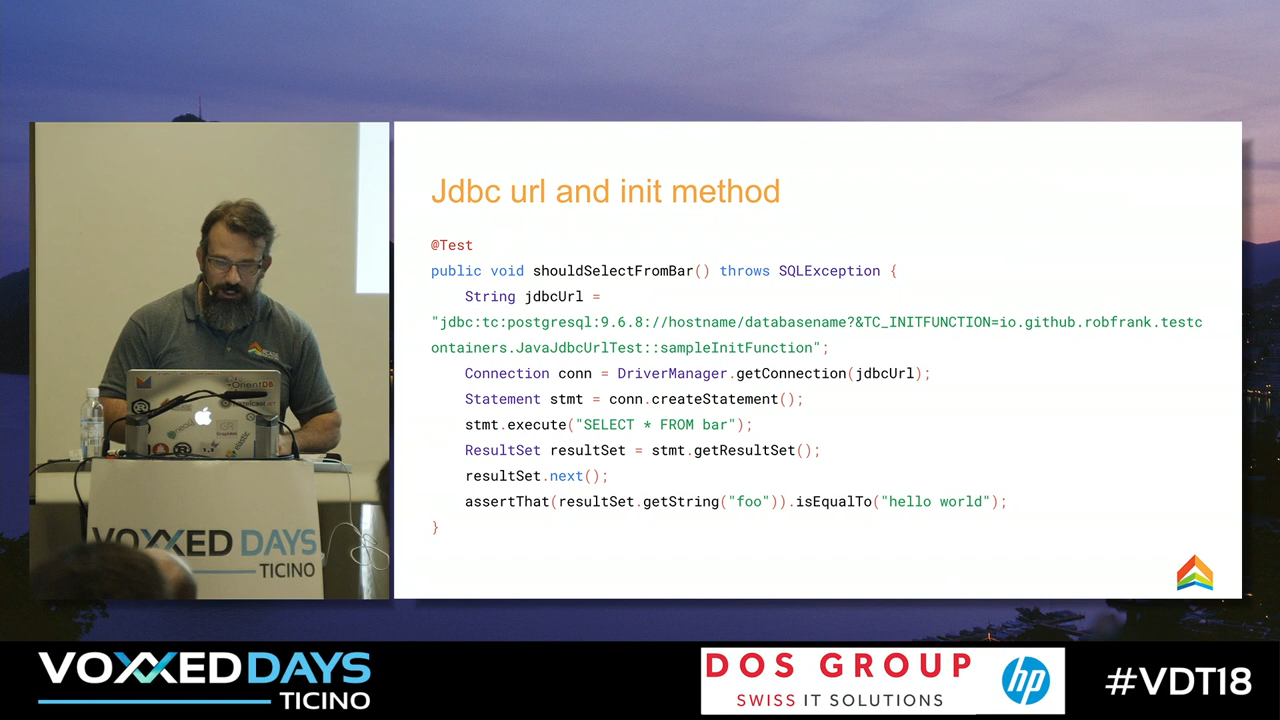 Jdbc url and init method
@Test
public void shouldSelectFromBar() throws SQLException {
String jdbcUrl =
"jdbc:tc:postgresql:9.6.8://hostname/databasename?&TC_INITFUNCTION=io.github.robfrank.testc
ontainers.JavaJdbcUrlTest::sampleInitFunction";
Connection conn = DriverManager.getConnection(jdbcUrl);
Statement stmt = conn.createStatement();
stmt.execute("SELECT * FROM bar");
ResultSet resultSet = stmt.getResultSet();
resultSet.next();
assertThat(resultSet.getString("foo")).isEqualTo("hello world");
}
OrientDB
VOXXED DAYS
TICINO
VOXXED DAYS
TICINO
DOS GROUP
SWISS IT SOLUTIONS
hp
#VDT18